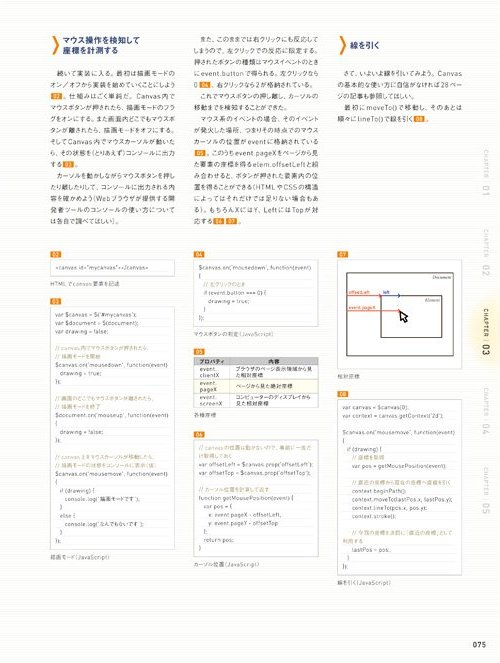 マウス操作を検知して
座標を計測する
続いて実装に入る。最初は描画モードの
オン／オフから実装を始めていくことにしよう
02 。仕組みはごく単純だ。Canvas内で
マウスボタンが押されたら、描画モードのフラ
グをオンにする。また画面内どこでもマウスボ
タンが離されたら、描画モードをオフにする。
そしてCanvas内でマウスカーソルが動いた
ら、その状態を（とりあえず）コンソールに出力
する 03 。
カーソルを動かしながらマウスボタンを押し
たり離したりして、コンソールに出力される内
容を確かめよう（Webブラウザが提供する開
発者ツールのコンソールの使い方について
は各自で調べてほしい）。
また、このままでは右クリックにも反応して
しまうので、左クリックでの反応に限定する。
押されたボタンの種類はマウスイベントのとき
にevent.buttonで得られる。左クリックなら
0 04 、右クリックなら2が格納されている。
これでマウスボタンの押し離し、カーソルの
移動までを検知することができた。
マウス系のイベントの場合、そのイベント
が発火した場所、つまりその時点でのマウス
カーソルの位置がeventに格納されている
05 。このうちevent.pageXをページから見
た要素の座標を得るelem.offsetLeftと組
み合わせると、ボタンが押された要素内の位
置を得ることができる（HTMLやCSSの構造
によってはそれだけでは足りない場合もあ
る）。もちろんXにはY、LeftにはTopが対
応する 06 07 。
線を引く
さて、いよいよ線を引いてみよう。Canvas
の基本的な使い方に自信がなければ28ペー
ジの記事も参照してほしい。
最初にmoveTo()で移動し、そのあとは
順々にlineTo()で線を引く 08 。
02
<canvas id="mycanvas"></canvas>
HTMLでcanvas要素を記述
03
var $canvas = $('#mycanvas');
var $document = $(document);
var drawing = false;
// canvas内でマウスボタンが押されたら、
// 描画モードを開始
$canvas.on('mousedown', function(event)
{
drawing = true;
});
// 画面のどこでもマウスボタンが離されたら、
// 描画モードを終了
$document.on('mouseup', function(event)
{
drawing = false;
});
// canvas上をマウスカーソルが移動したら、
// 描画モードの状態をコンソールに表示（仮）
$canvas.on('mousemove', function(event)
{
if (drawing) {
console.log('描画モードです');
}
else {
console.log('なんでもないです');
}
});
描画モード（JavaScript）
04
$canvas.on('mousedown', function(event)
{
// 左クリックのとき
if (event.button === 0) {
drawing = true;
}
});
マウスボタンの判定（JavaScript）
05
プロパティ 内容
event.clientX ブラウザのページ表示領域から見た相対座標
event.pageX ページから見た絶対座標
event.screenX コンピューターのディスプレイから見た相対座標
各種座標
06
// canvasの位置は動かないので、事前に一度だ
け取得しておく
var offsetLeft = $canvas.prop('offsetLeft');
var offsetTop = $canvas.prop('offsetTop');
// カーソル位置を計算して返す
function getMousePosition(event) {
var pos = {
x: event.pageX - offsetLeft,
y: event.pageY - offsetTop
};
return pos;
}
カーソル位置（JavaScript）
07
Document
offsetLeft left
Element
event.pageX
相対座標
08
var canvas = $canvas[0];
var context = canvas.getContext('2d');
$canvas.on('mousemove', function(event)
{
if (drawing) {
// 座標を取得
var pos = getMousePosition(event);
// 直近の座標から現在の座標へ直線を引く
context.beginPath();
context.moveTo(lastPos.x, lastPos.y);
context.lineTo(pos.x, pos.y);
context.stroke();
// 今回の座標を次回に「直近の座標」として
利用する
lastPos = pos;
}
});
線を引く（JavaScript）
CHAPTER 01
CHAPTER 02
CHAPTER 03
CHAPTER 04
CHAPTER 05
075